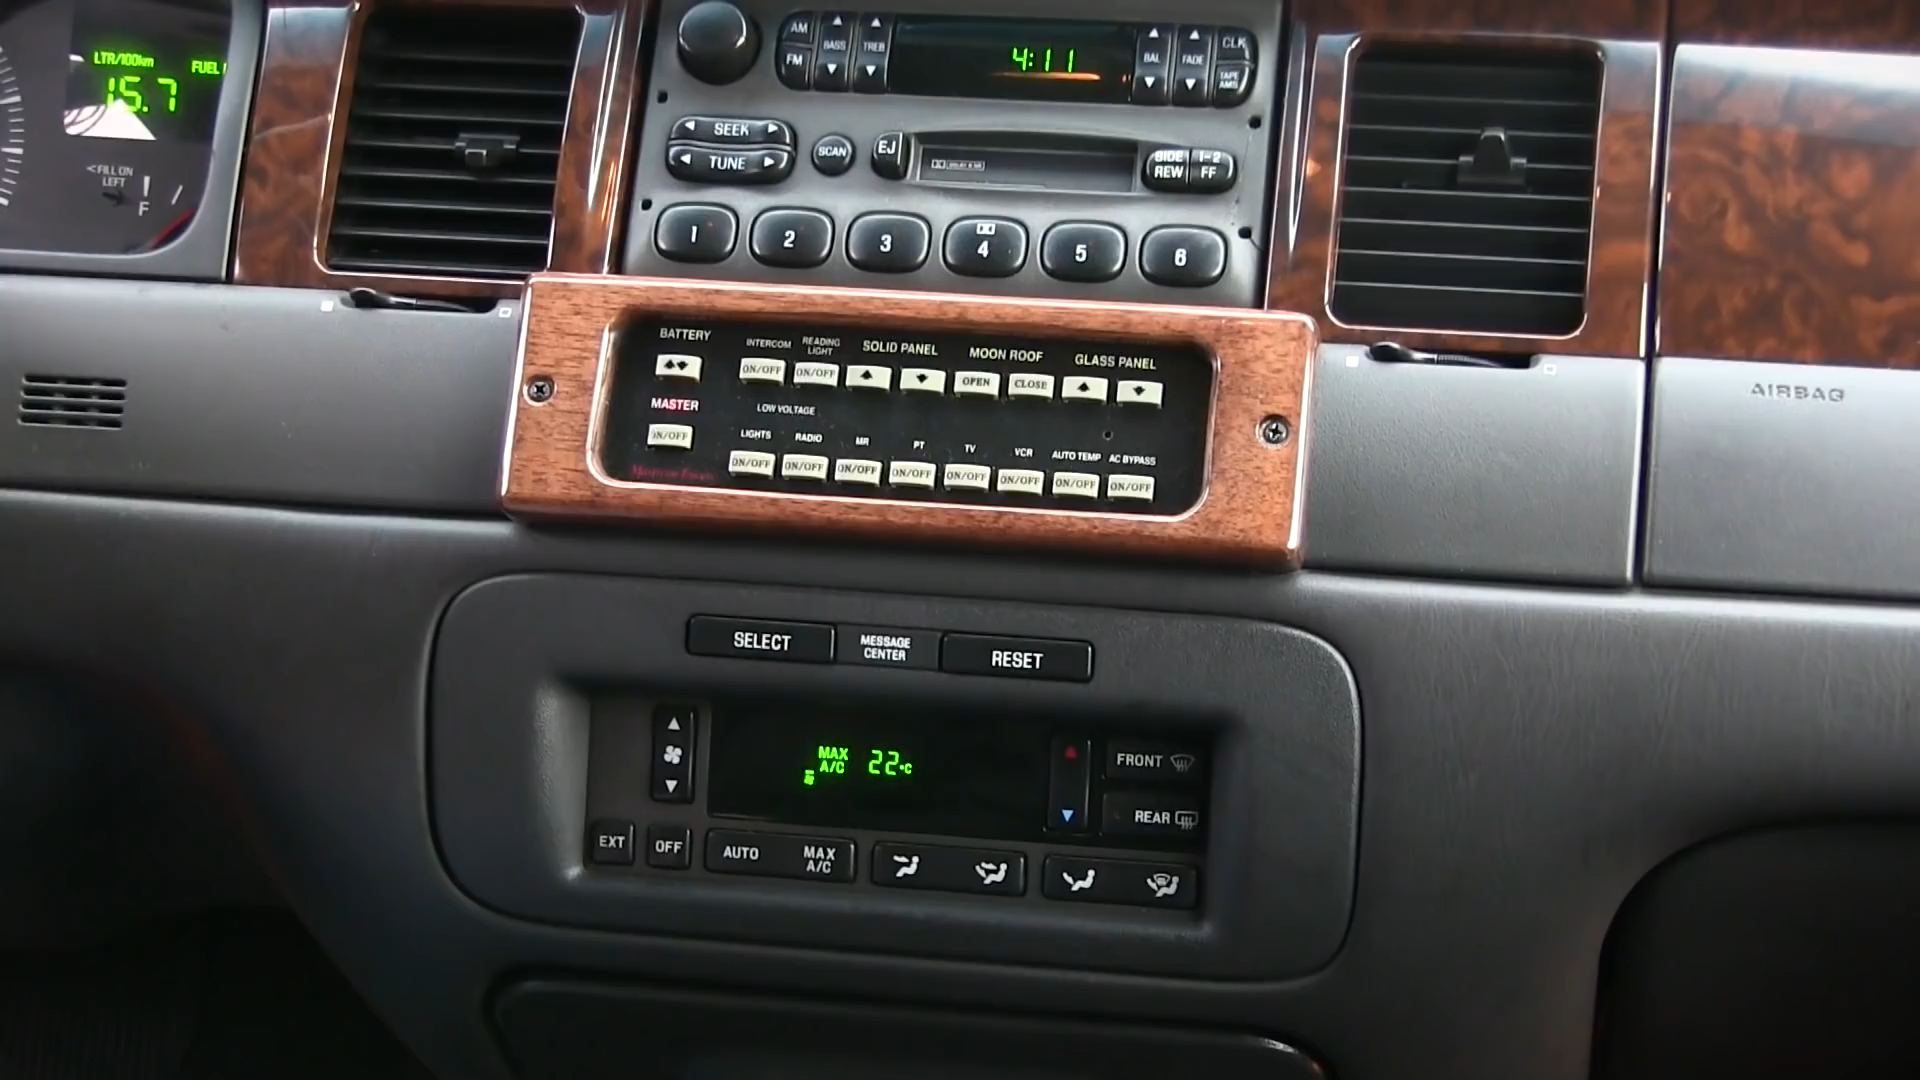 LTR/100km FUEL
15.7
<FILL ON
LEFT
F
AM
FM
BASS
TREB
4:11
BAL
FADE
CLK
TAPE
AMS
SEEK
TUNE
SCAN
EJ
SIDE 1-2
REW FF
1 2 3 4 5 6
BATTERY
INTERCOM
READING
LIGHT
SOLID PANEL
MOON ROOF
GLASS PANEL
ON/OFF ON/OFF OPEN CLOSE
MASTER
ON/OFF
LOW VOLTAGE
LIGHTS RADIO MR PT TV VCR AUTO TEMP AC BYPASS
ON/OFF ON/OFF ON/OFF ON/OFF ON/OFF ON/OFF ON/OFF ON/OFF
AIRBAG
SELECT
MESSAGE
CENTER
RESET
MAX
A/C
22°C
FRONT
REAR
EXT
OFF
AUTO
MAX
A/C